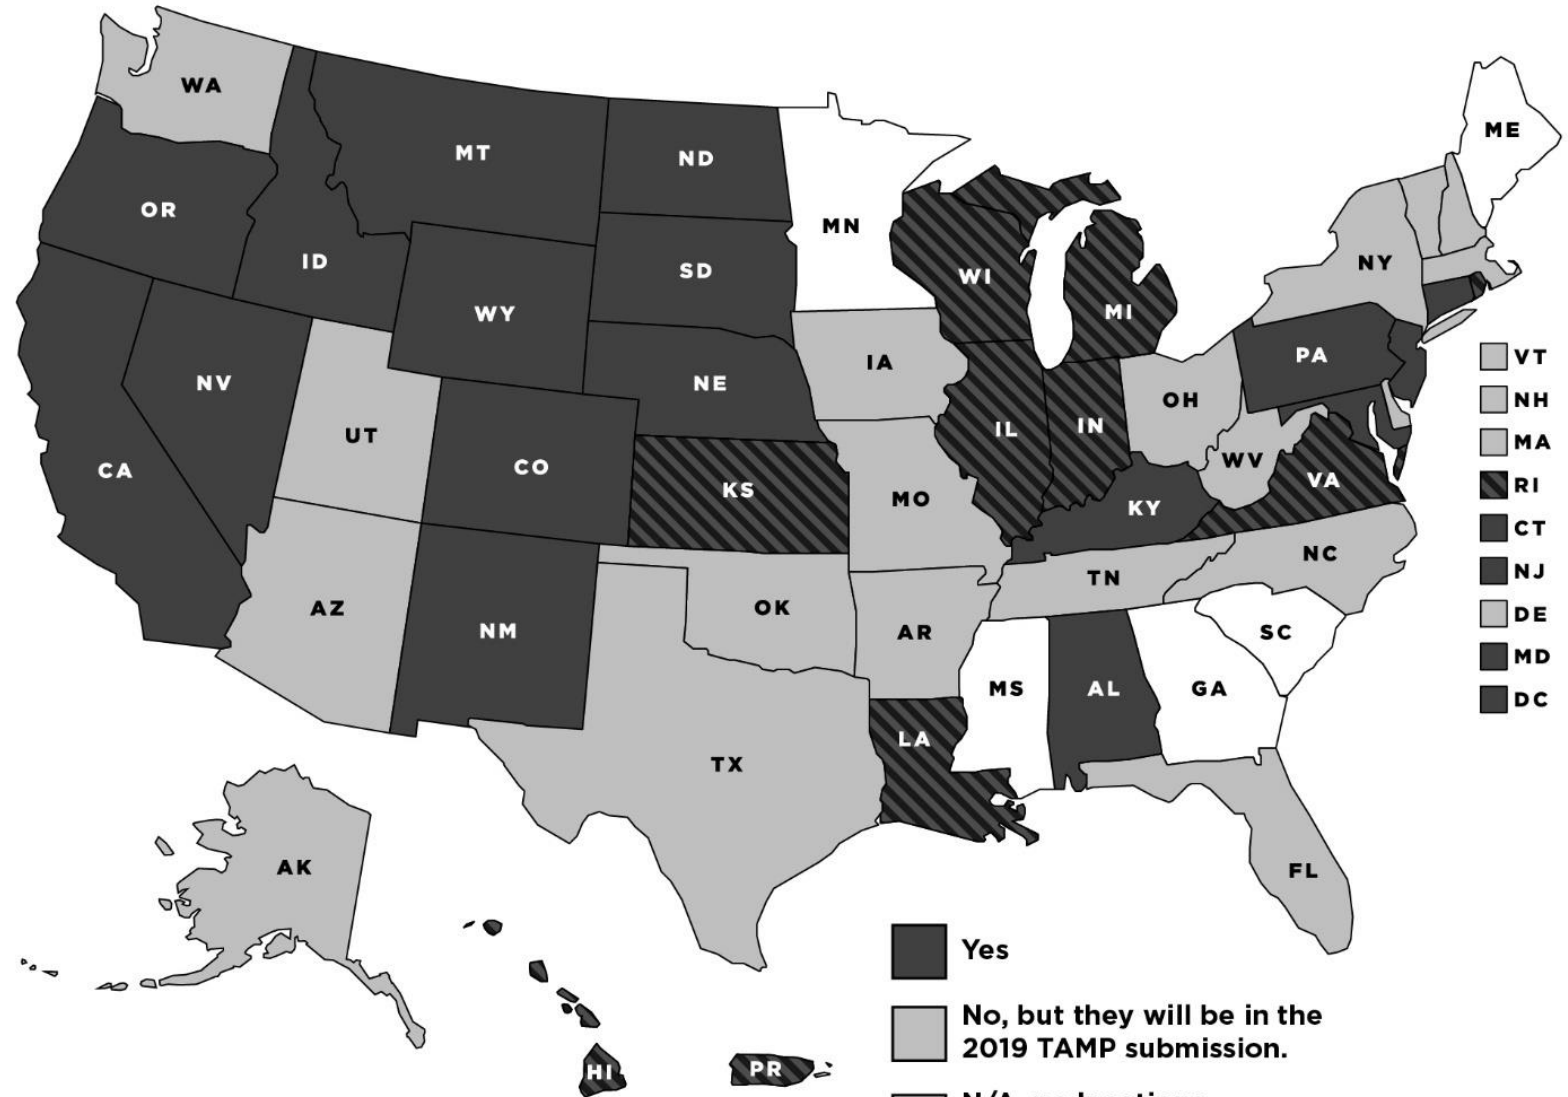 WA
ME
MT
ND
OR
MN
NY
ID
SD
WI
WY
MI
PA
VT
IA
NV
NE
OH
NH
UT
IL
IN
MA
CA
CO
WV
KS
VA
RI
MO
KY
CT
NC
TN
NJ
AZ
OK
DE
NM
AR
SC
MS
AL
GA
MD
LA
DC
TX
AK
FL
Yes
No, but they will be in the
2019 TAMP submission.
HI
PR